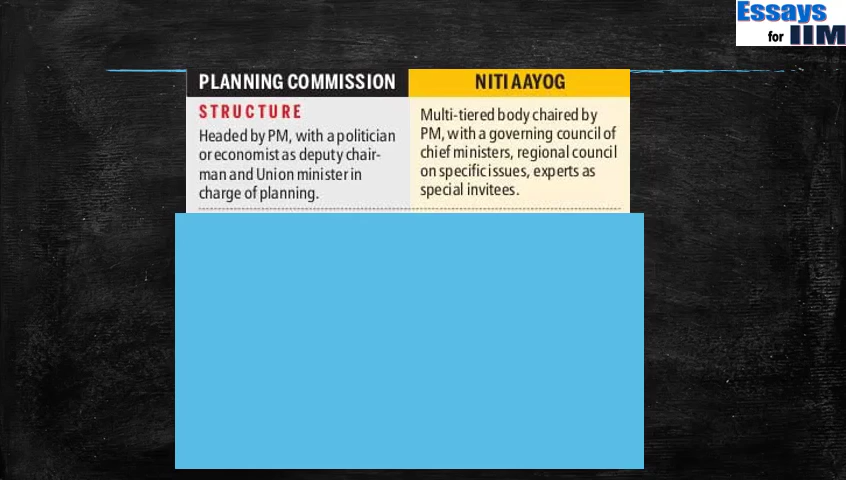 Essays
for IIM
PLANNING COMMISSION
NITI AAYOG
STRUCTURE
Headed by PM, with a politician
or economist as deputy chair-
man and Union minister in
charge of planning.
Multi-tiered body chaired by
PM, with a governing council of
chief ministers, regional council
on specific issues, experts as
special invitees.